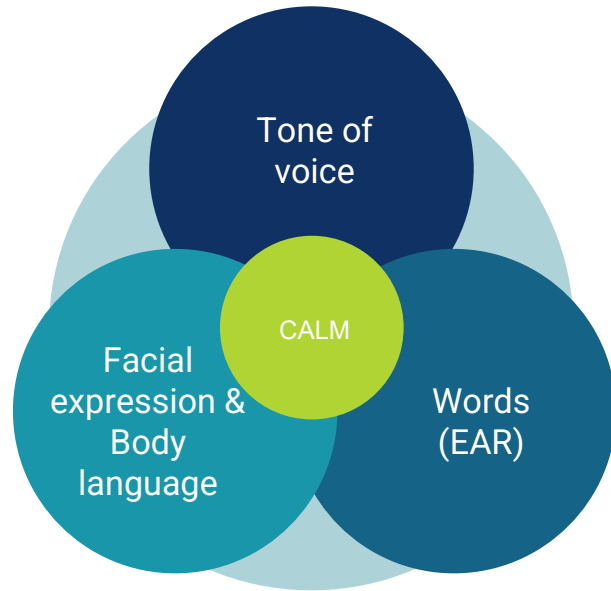 Tone of
voice
CALM
Facial
expression &
Body
language
Words
(EAR)